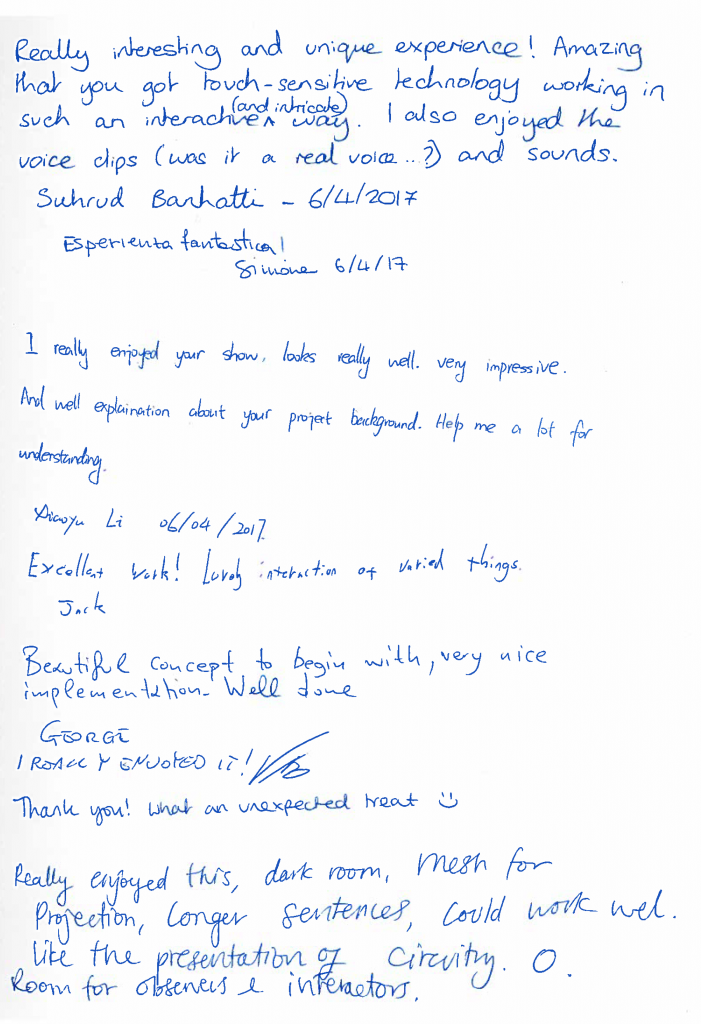 Really interesting and unique experience! Amazing
that you got touch-sensitive technology working in
such an interactive (and intricate) way. I also enjoyed the
voice clips (was it a real voice...?) and sounds.
Suhrud Banhatti - 6/4/2017
Esperienza fantastica!
Simone 6/4/17
I really enjoyed your show, looks really well. very impressive.
And well explaination about your project background. Help me a lot for
understanding.
Li 06/04/2017.
Excellent work! Lovely interaction of varied things.
Jack
Beautiful concept to begin with, very nice
implementation. Well done
GEORGE
I REALLY ENJOYED IT!
Thank you! What an unexpected treat
Really enjoyed this, dark room, mesh for
Projection, longer sentences, could work well.
like the presentation of circuitry. O.
Room for observers & interactors.